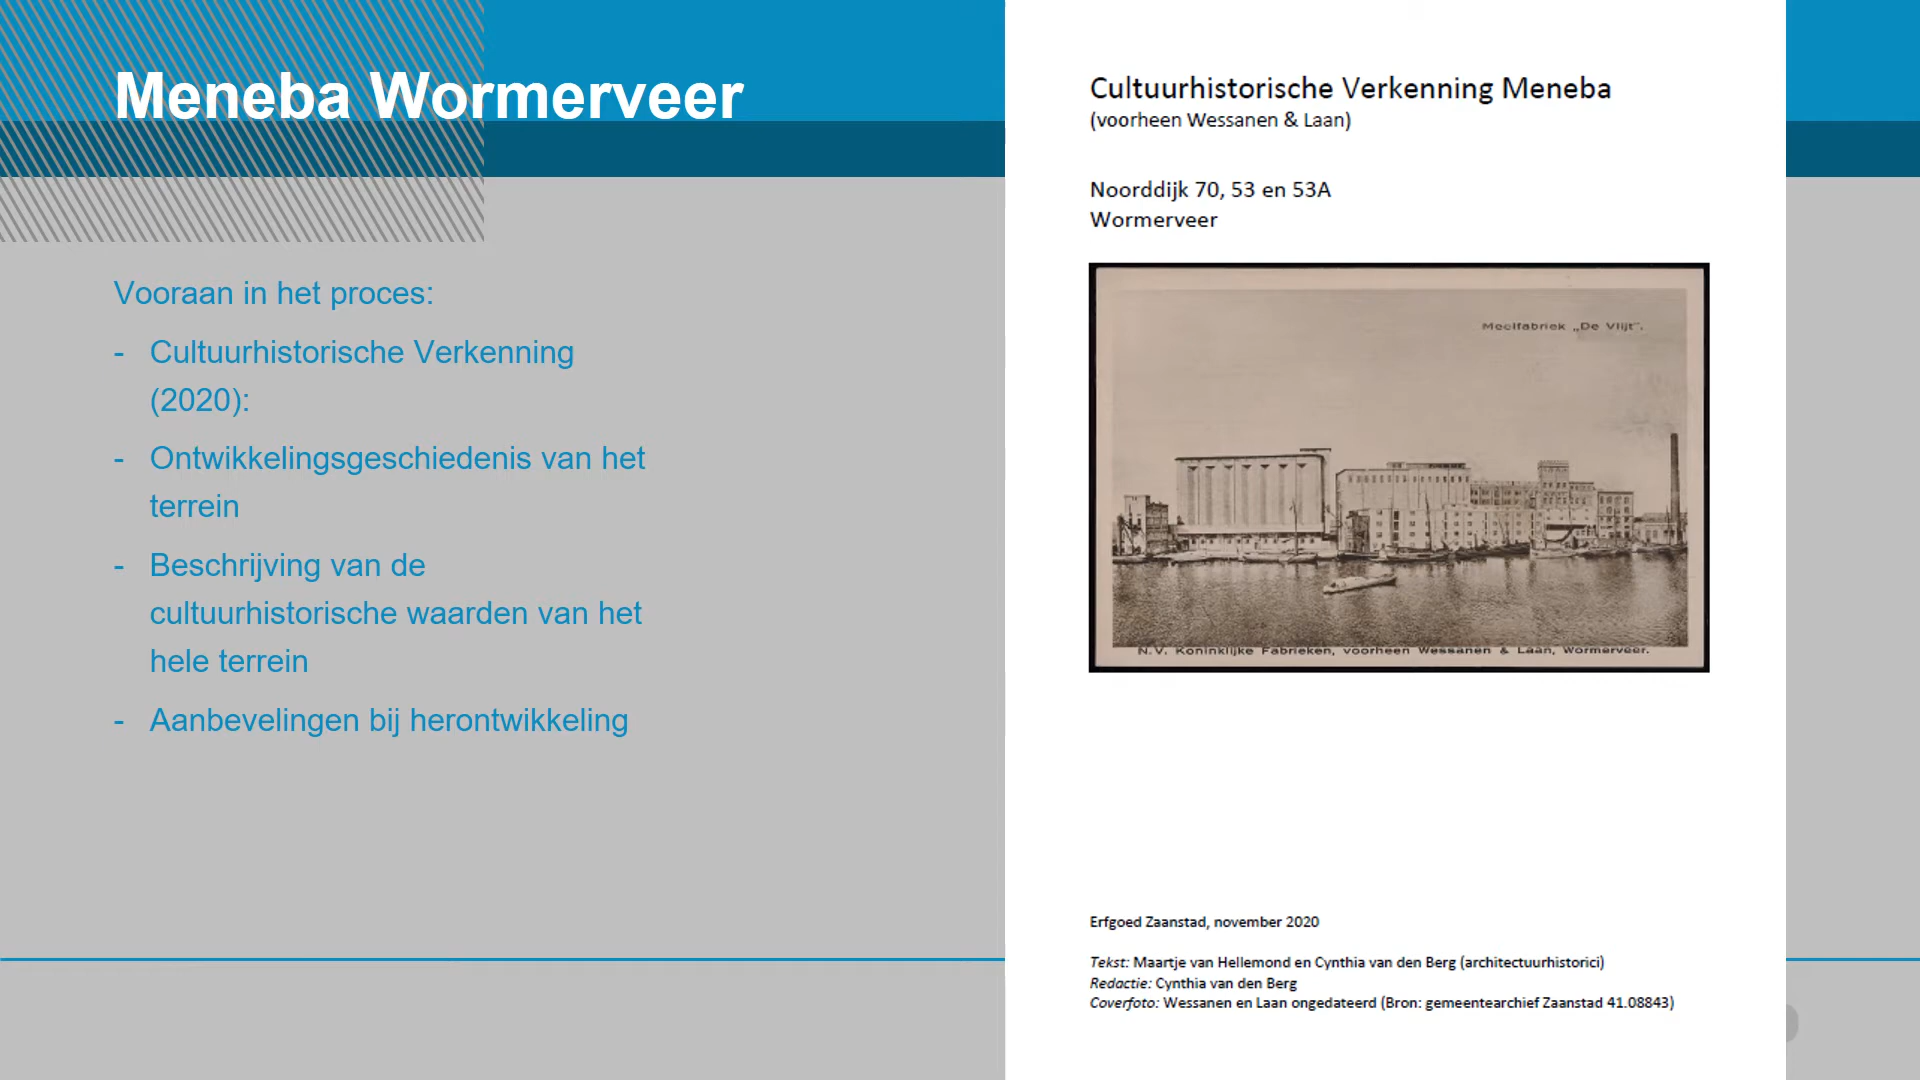 Meneba Wormerveer
Vooraan in het proces:
- Cultuurhistorische Verkenning
(2020):
- Ontwikkelingsgeschiedenis van het
terrein
- Beschrijving van de
cultuurhistorische waarden van het
hele terrein
- Aanbevelingen bij herontwikkeling
Cultuurhistorische Verkenning Meneba
(voorheen Wessanen & Laan)
Noorddijk 70, 53 en 53A
Wormerveer
Meelfabriek „De Vlijt".
N.V. Koninklijke Fabrieken, voorheen Wessanen & Laan, Wormerveer.
Erfgoed Zaanstad, november 2020
Tekst: Maartje van Hellemond en Cynthia van den Berg (architectuurhistorici)
Redactie: Cynthia van den Berg
Coverfoto: Wessanen en Laan ongedateerd (Bron: gemeentearchief Zaanstad 41.08843)